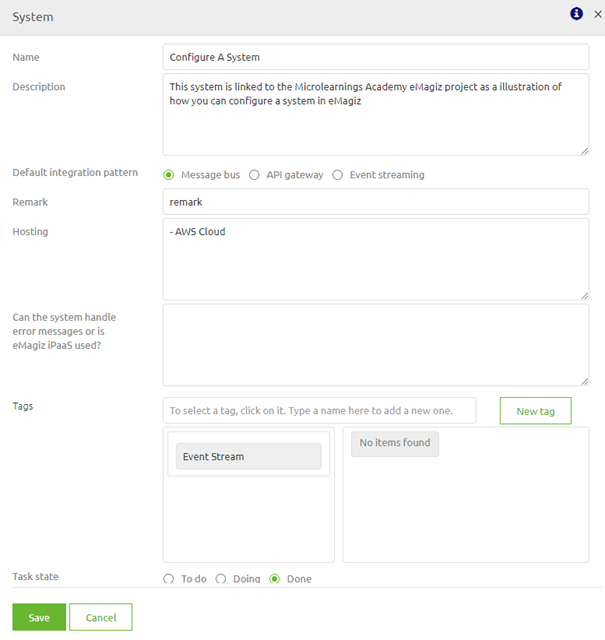 System
Name
Configure A System
Description
This system is linked to the Microlearnings Academy eMagiz project as a illustration of
how you can configure a system in eMagiz
Default integration pattern
Message bus
API gateway
Event streaming
Remark
remark
Hosting
- AWS Cloud
Can the system handle
error messages or is
eMagiz iPaaS used?
Tags
To select a tag, click on it. Type a name here to add a new one.
New tag
Event Stream
No items found
Task state
To do
Doing
Done
Save
Cancel